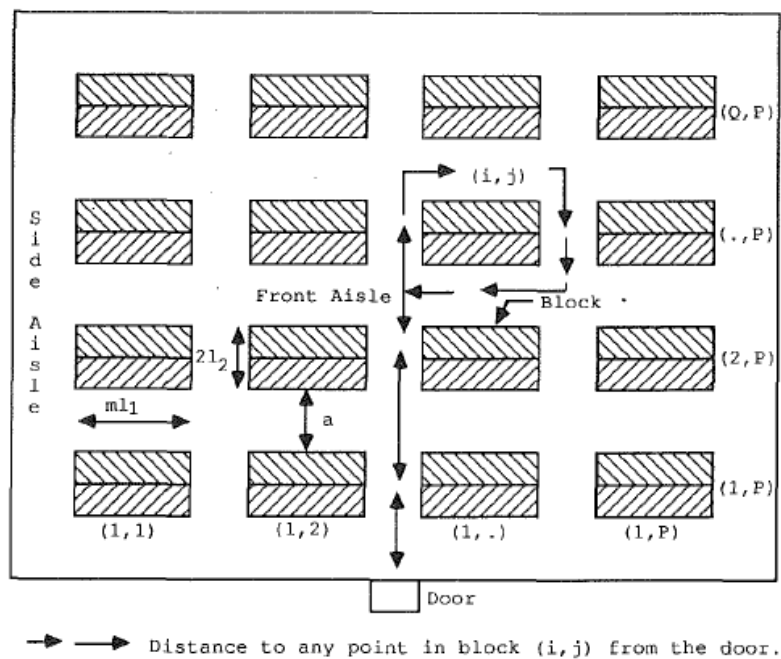 (Q,P)
(i,j)
Side Aisle
(.,P)
Front Aisle
Block
2l2
(2,P)
ml1
a
(1,P)
(1,1)
(1,2)
(1,.)
(1,P)
Door
Distance to any point in block (i,j) from the door.